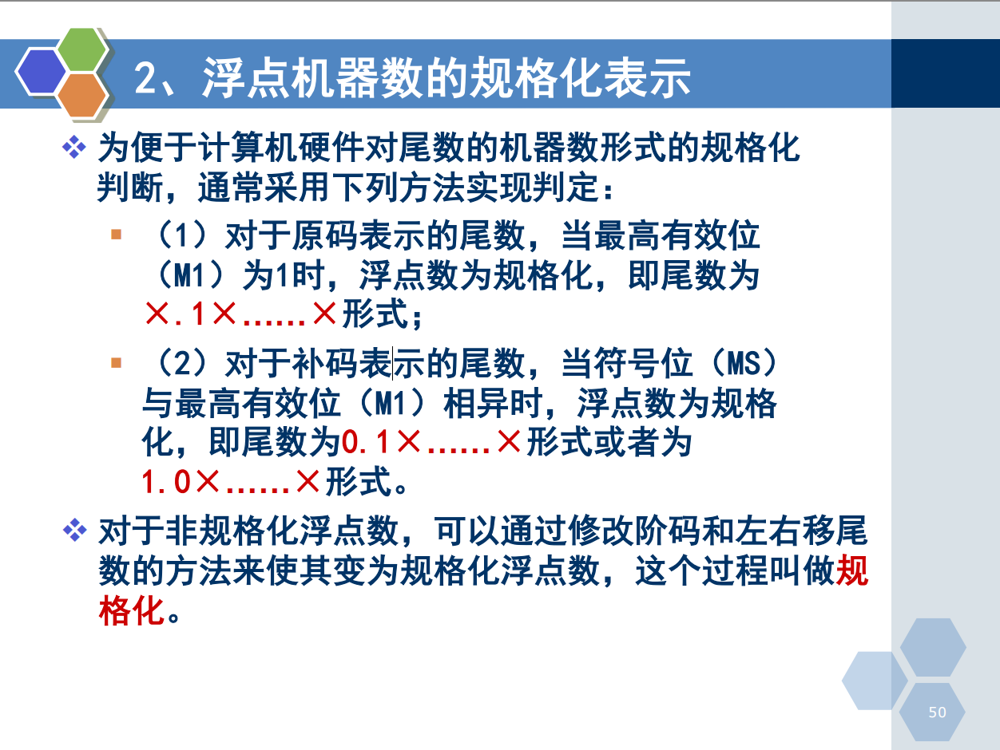 2、浮点机器数的规格化表示
为便于计算机硬件对尾数的机器数形式的规格化
判断，通常采用下列方法实现判定：
（1）对于原码表示的尾数，当最高有效位
（M1）为1时，浮点数为规格化，即尾数为
×.1×……×形式；
（2）对于补码表示的尾数，当符号位（MS）
与最高有效位（M1）相异时，浮点数为规格
化，即尾数为0.1×……×形式或者为
1.0×……×形式。
对于非规格化浮点数，可以通过修改阶码和左右移尾
数的方法来使其变为规格化浮点数，这个过程叫做规
格化。
50